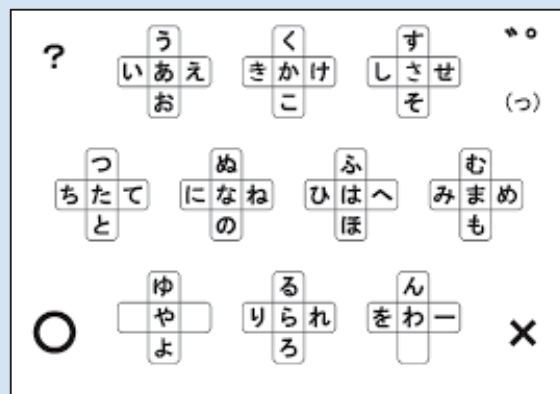 ? う く す ゛゜
いあえ きかけ しさせ
お こ そ (っ)
つ ぬ ふ む
ちたて になね ひはへ みまめ
と の ほ も
ゆ る ん
や りられ をわー
○ よ ろ ×